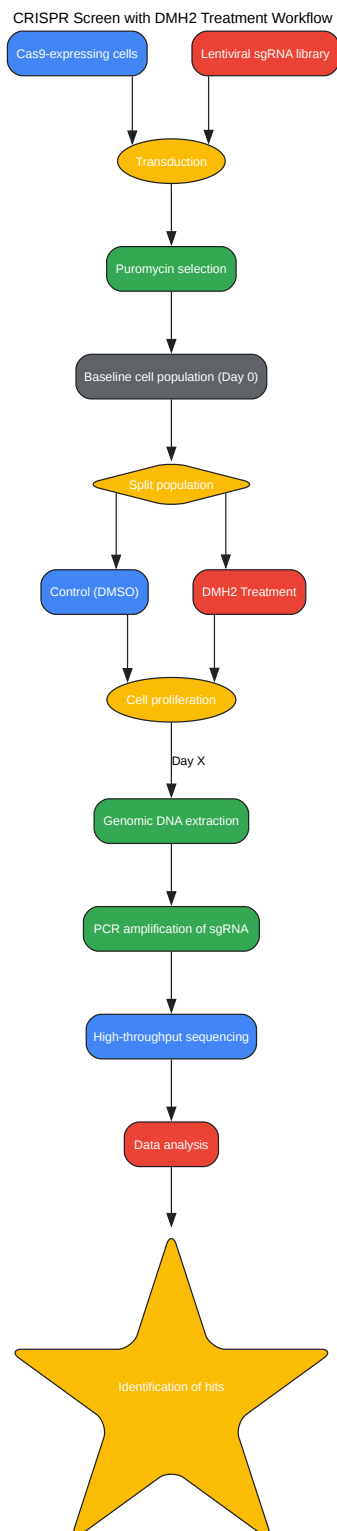 CRISPR Screen with DMH2 Treatment Workflow
Cas9-expressing cells
Lentiviral sgRNA library
Transduction
Puromycin selection
Baseline cell population (Day 0)
Split population
Control (DMSO)
DMH2 Treatment
Cell proliferation
Day X
Genomic DNA extraction
PCR amplification of sgRNA
High-throughput sequencing
Data analysis
Identification of hits